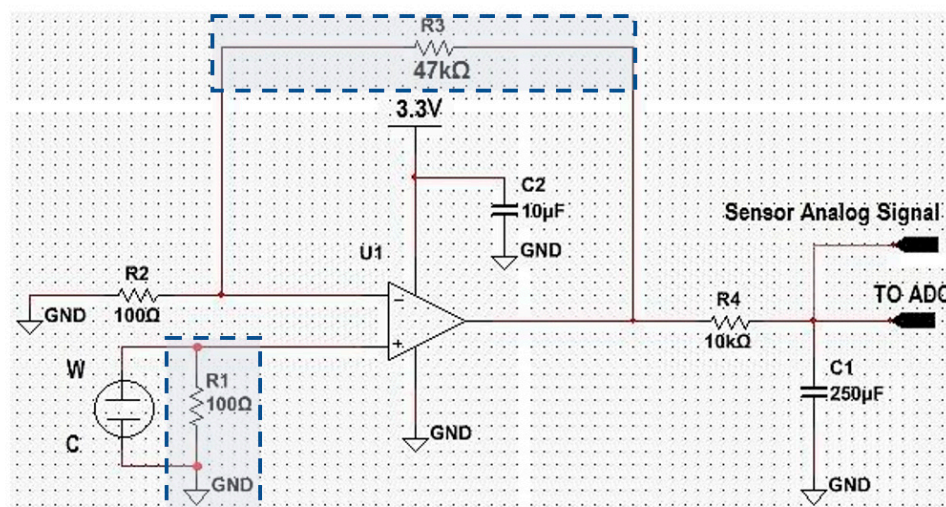 R3
47kΩ
3.3V
C2
10µF
GND
U1
Sensor Analog Signal
R2
100Ω
GND
R4
10kΩ
TO ADC
W
C
R1
100Ω
GND
GND
C1
250µF
GND
−
+